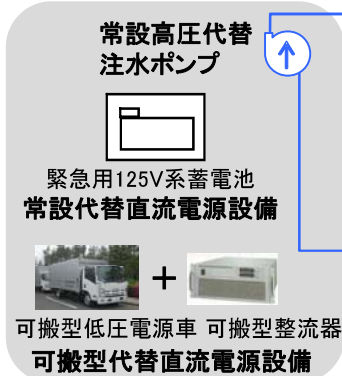 常設高圧代替
注水ポンプ
緊急用125V系蓄電池
常設代替直流電源設備
+
可搬型低圧電源車 可搬型整流器
可搬型代替直流電源設備